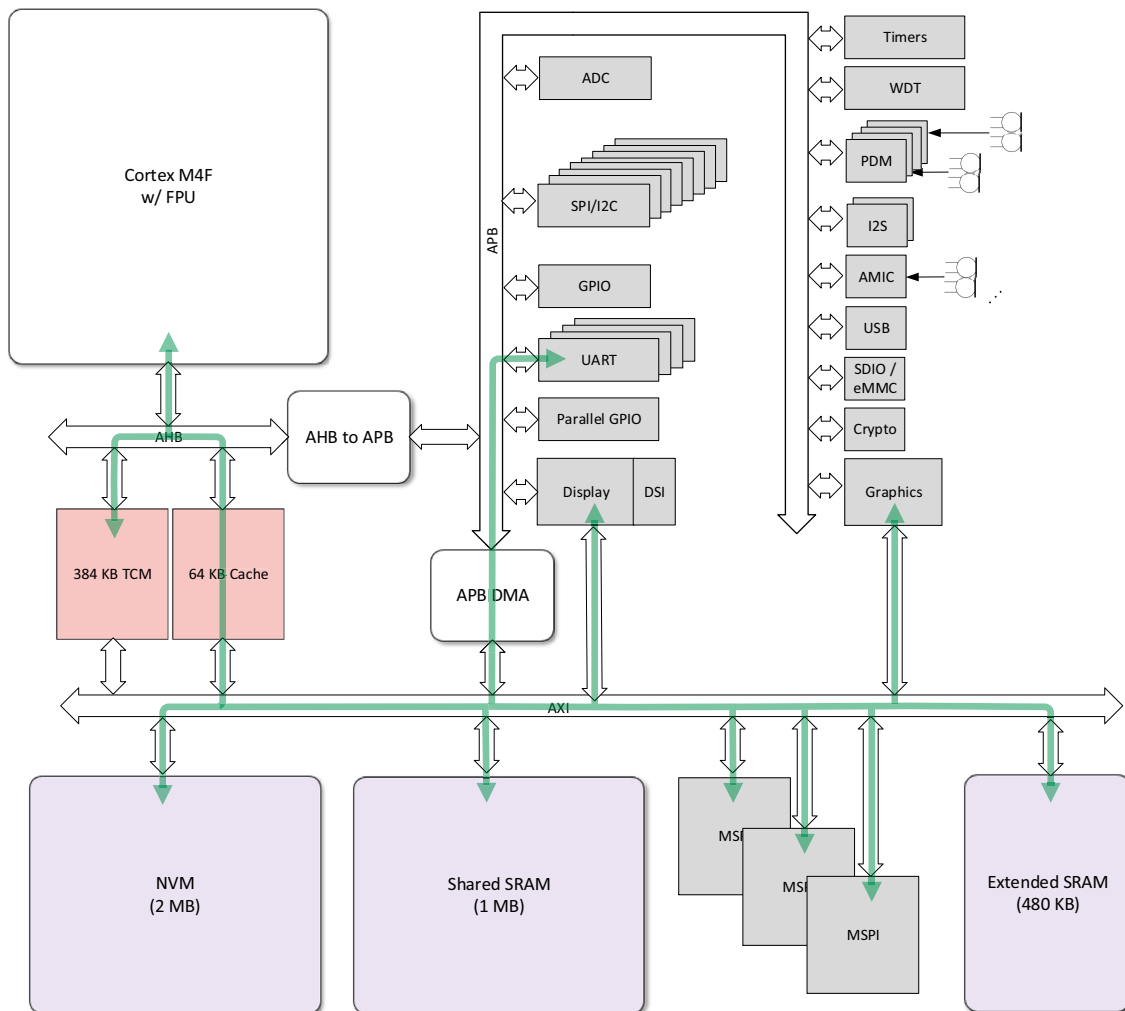 Cortex M4F
w/ FPU
ADC
SPI/I2C
APB
GPIO
UART
Parallel GPIO
Display
DSI
Timers
WDT
PDM
I2S
AMIC
USB
SDIO /
eMMC
Crypto
Graphics
AHB
AHB to APB
384 KB TCM
64 KB Cache
APB DMA
AXI
NVM
(2 MB)
Shared SRAM
(1 MB)
MSPI
MSPI
MSPI
Extended SRAM
(480 KB)